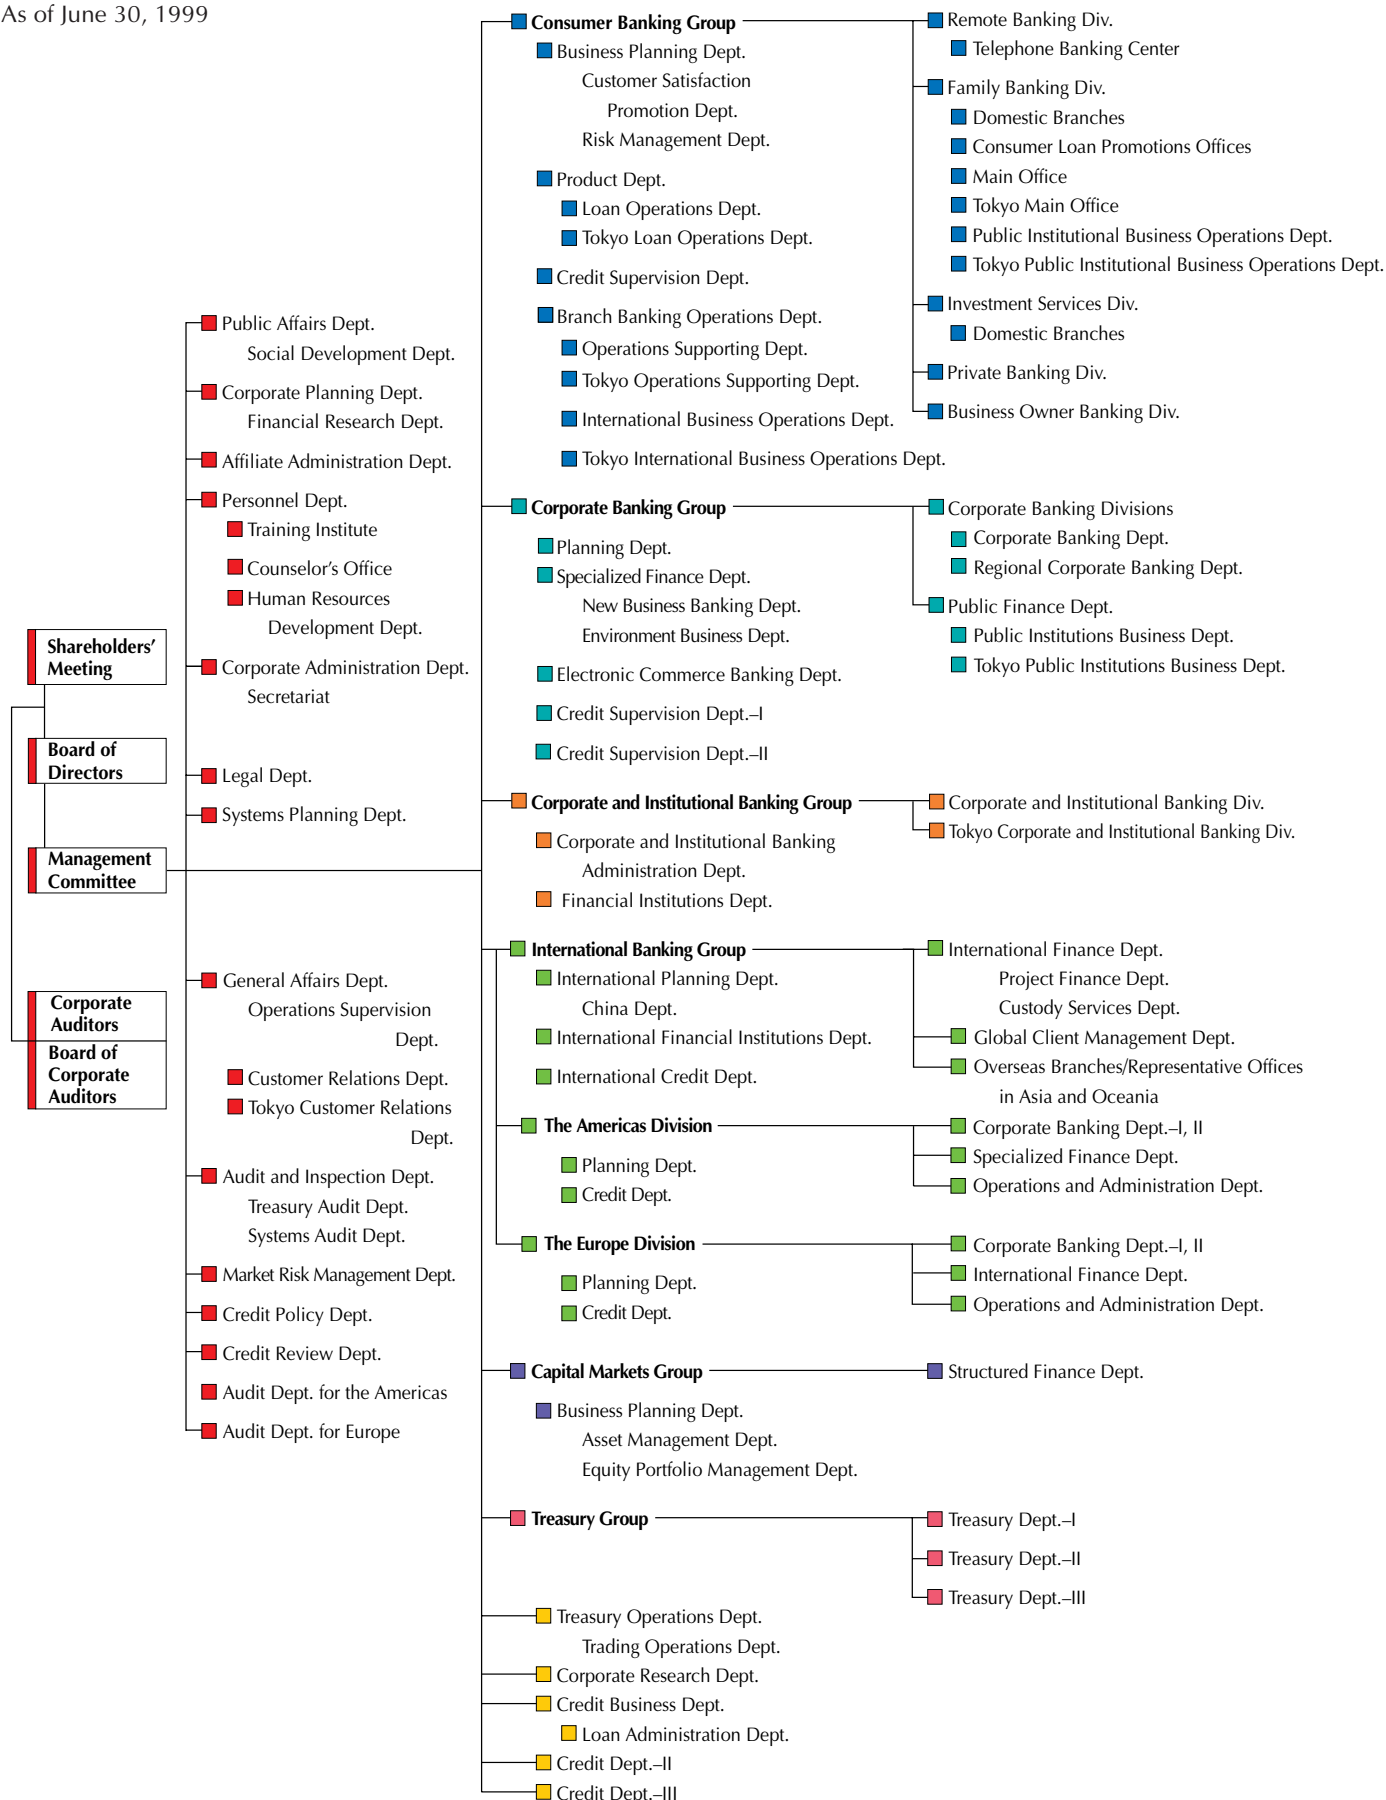 As of June 30, 1999
Shareholders'
Meeting
Board of
Directors
Management
Committee
Corporate
Auditors
Board of
Corporate
Auditors
Public Affairs Dept.
Social Development Dept.
Corporate Planning Dept.
Financial Research Dept.
Affiliate Administration Dept.
Personnel Dept.
Training Institute
Counselor's Office
Human Resources
Development Dept.
Corporate Administration Dept.
Secretariat
Legal Dept.
Systems Planning Dept.
General Affairs Dept.
Operations Supervision
Dept.
Customer Relations Dept.
Tokyo Customer Relations
Dept.
Audit and Inspection Dept.
Treasury Audit Dept.
Systems Audit Dept.
Market Risk Management Dept.
Credit Policy Dept.
Credit Review Dept.
Audit Dept. for the Americas
Audit Dept. for Europe
Consumer Banking Group
Business Planning Dept.
Customer Satisfaction
Promotion Dept.
Risk Management Dept.
Product Dept.
Loan Operations Dept.
Tokyo Loan Operations Dept.
Credit Supervision Dept.
Branch Banking Operations Dept.
Operations Supporting Dept.
Tokyo Operations Supporting Dept.
International Business Operations Dept.
Tokyo International Business Operations Dept.
Remote Banking Div.
Telephone Banking Center
Family Banking Div.
Domestic Branches
Consumer Loan Promotions Offices
Main Office
Tokyo Main Office
Public Institutional Business Operations Dept.
Tokyo Public Institutional Business Operations Dept.
Investment Services Div.
Domestic Branches
Private Banking Div.
Business Owner Banking Div.
Corporate Banking Group
Planning Dept.
Specialized Finance Dept.
New Business Banking Dept.
Environment Business Dept.
Electronic Commerce Banking Dept.
Credit Supervision Dept.–I
Credit Supervision Dept.–II
Corporate Banking Divisions
Corporate Banking Dept.
Regional Corporate Banking Dept.
Public Finance Dept.
Public Institutions Business Dept.
Tokyo Public Institutions Business Dept.
Corporate and Institutional Banking Group
Corporate and Institutional Banking
Administration Dept.
Financial Institutions Dept.
Corporate and Institutional Banking Div.
Tokyo Corporate and Institutional Banking Div.
International Banking Group
International Planning Dept.
China Dept.
International Financial Institutions Dept.
International Credit Dept.
International Finance Dept.
Project Finance Dept.
Custody Services Dept.
Global Client Management Dept.
Overseas Branches/Representative Offices
in Asia and Oceania
The Americas Division
Planning Dept.
Credit Dept.
Corporate Banking Dept.–I, II
Specialized Finance Dept.
Operations and Administration Dept.
The Europe Division
Planning Dept.
Credit Dept.
Corporate Banking Dept.–I, II
International Finance Dept.
Operations and Administration Dept.
Capital Markets Group
Business Planning Dept.
Asset Management Dept.
Equity Portfolio Management Dept.
Structured Finance Dept.
Treasury Group
Treasury Dept.–I
Treasury Dept.–II
Treasury Dept.–III
Treasury Operations Dept.
Trading Operations Dept.
Corporate Research Dept.
Credit Business Dept.
Loan Administration Dept.
Credit Dept.–II
Credit Dept.–III